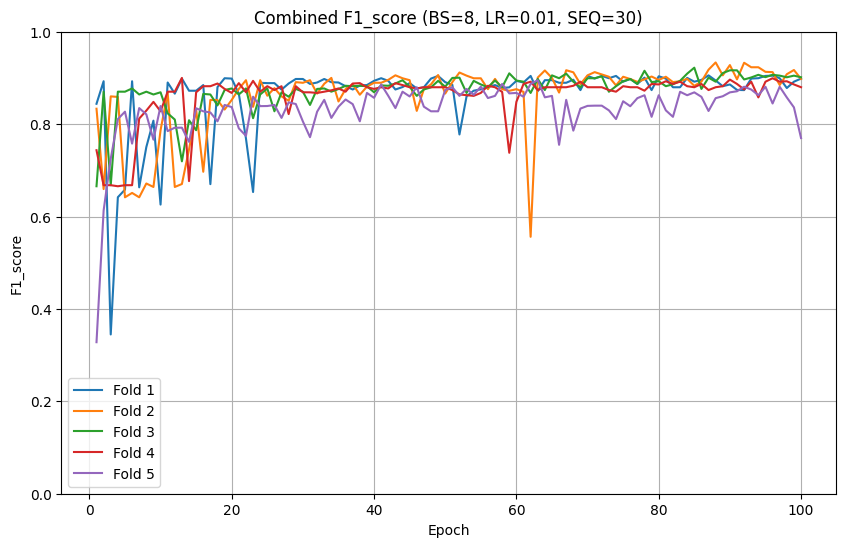 Combined F1_score (BS=8, LR=0.01, SEQ=30)
1.0
0.8
0.6
0.4
0.2
0.0
F1_score
Fold 1
Fold 2
Fold 3
Fold 4
Fold 5
0 20 40 60 80 100
Epoch